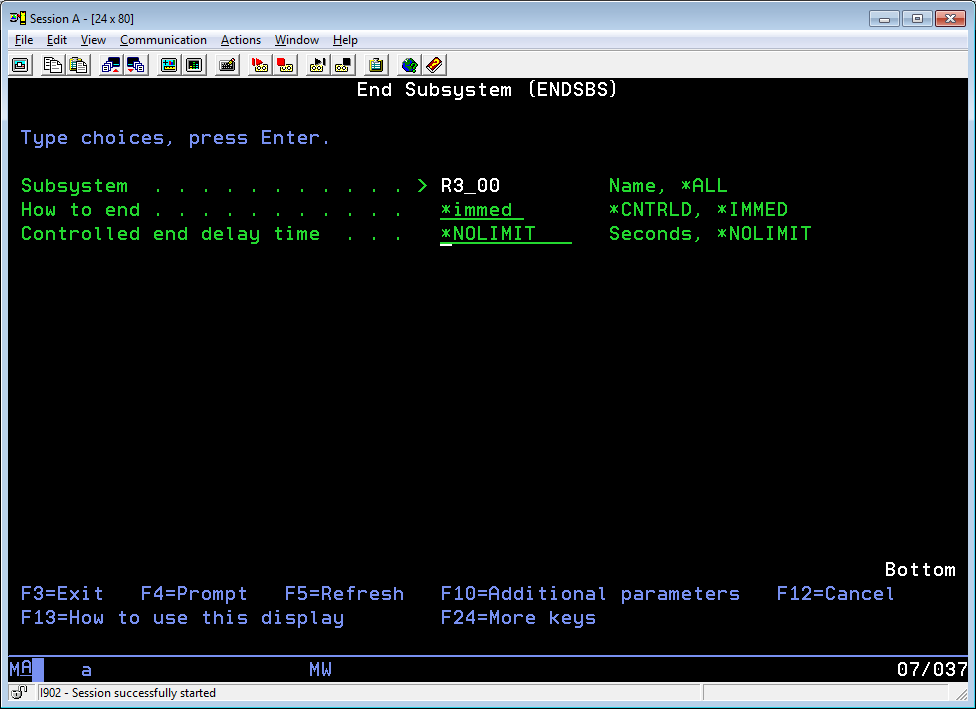 Session A - [24 x 80]
File Edit View Communication Actions Window Help
End Subsystem (ENDSBS)
Type choices, press Enter.
Subsystem . . . . . . . . . . . > R3_00 Name, *ALL
How to end . . . . . . . . . . . *immed Name *CNTRLD, *IMMED
Controlled end delay time . . . *NOLIMIT Seconds, *NOLIMIT
Bottom
F3=Exit F4=Prompt F5=Refresh F10=Additional parameters F12=Cancel
F13=How to use this display F24=More keys
MA a MW 07/037
I902 - Session successfully started